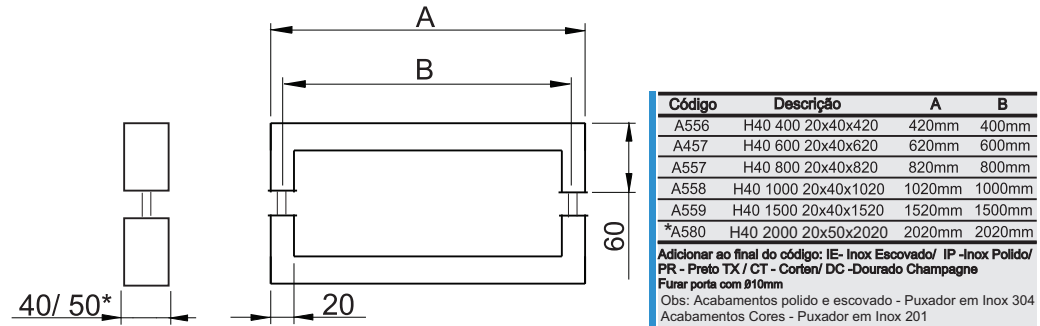 A
B
60
40/ 50*
20
Código Descrição A B
A556 H40 400 20x40x420 420mm 400mm
A457 H40 600 20x40x620 620mm 600mm
A557 H40 800 20x40x820 820mm 800mm
A558 H40 1000 20x40x1020 1020mm 1000mm
A559 H40 1500 20x40x1520 1520mm 1500mm
*A580 H40 2000 20x50x2020 2020mm 2020mm
Adicionar ao final do código: IE- Inox Escovado/ IP -Inox Polido/
PR - Preto TX / CT - Corten/ DC -Dourado Champagne
Furar porta com Ø10mm
Obs: Acabamentos polido e escovado - Puxador em Inox 304
Acabamentos Cores - Puxador em Inox 201